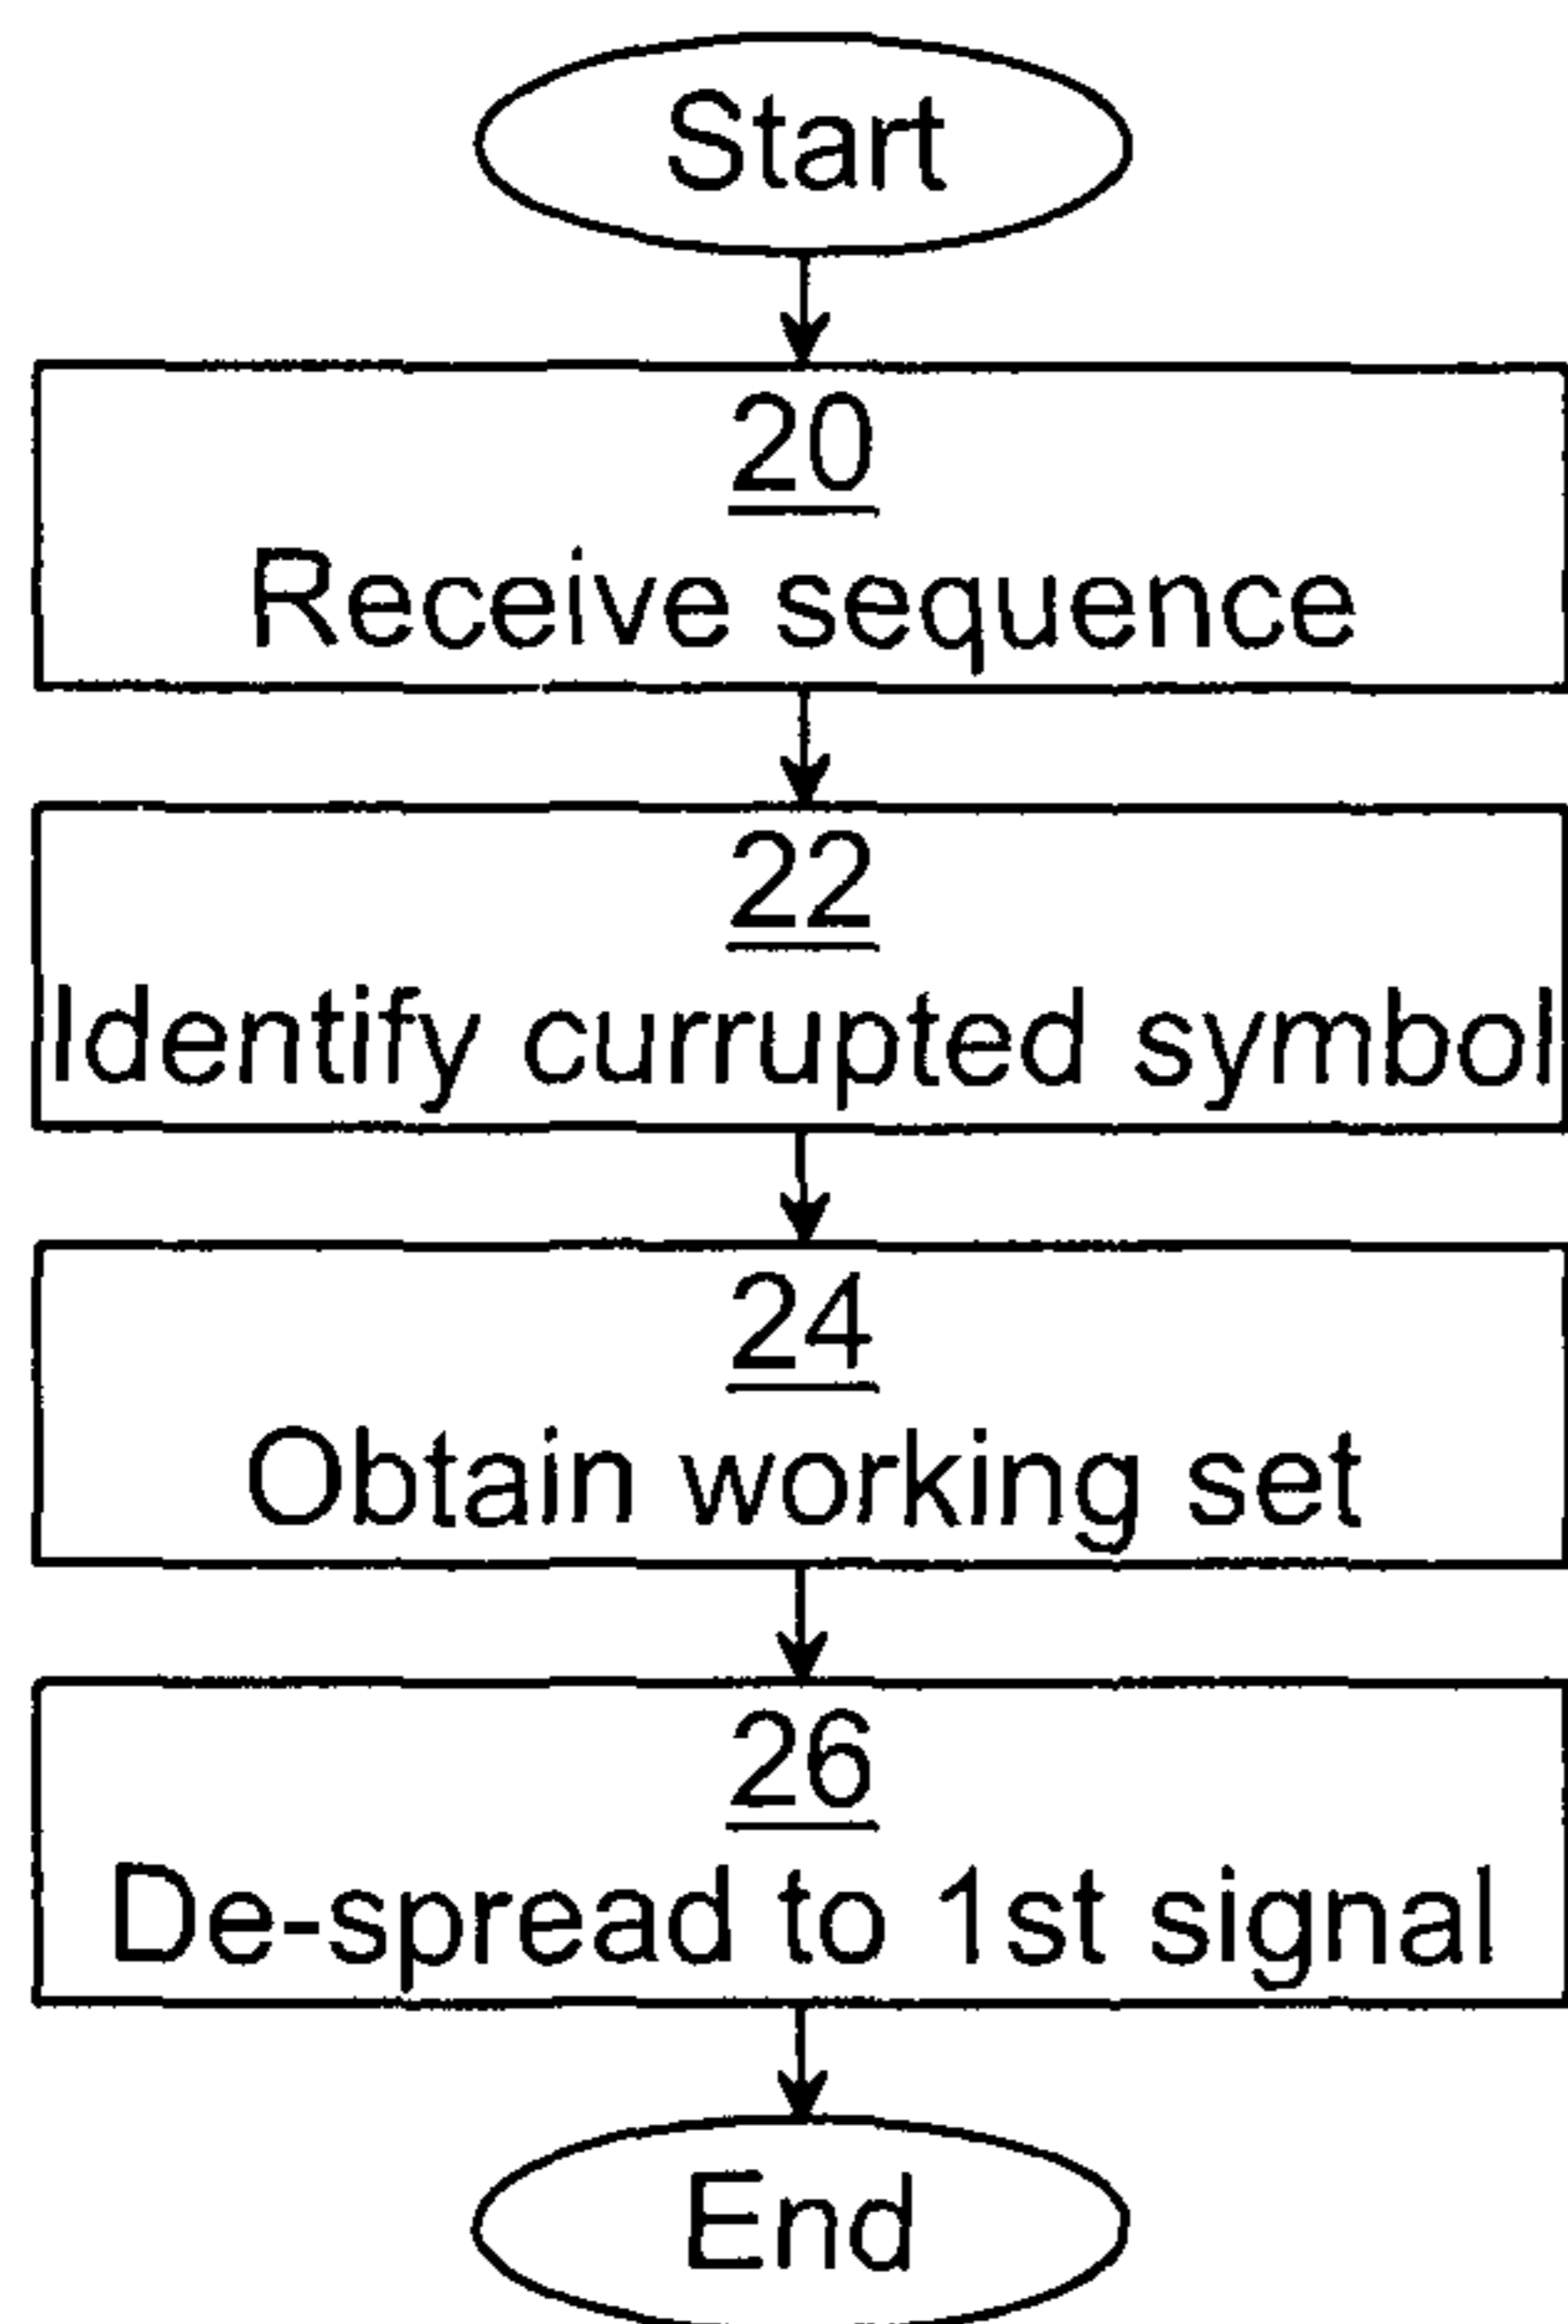 Start
20
Receive sequence
22
Identify currupted symbol
24
Obtain working set
26
De-spread to 1st signal
End